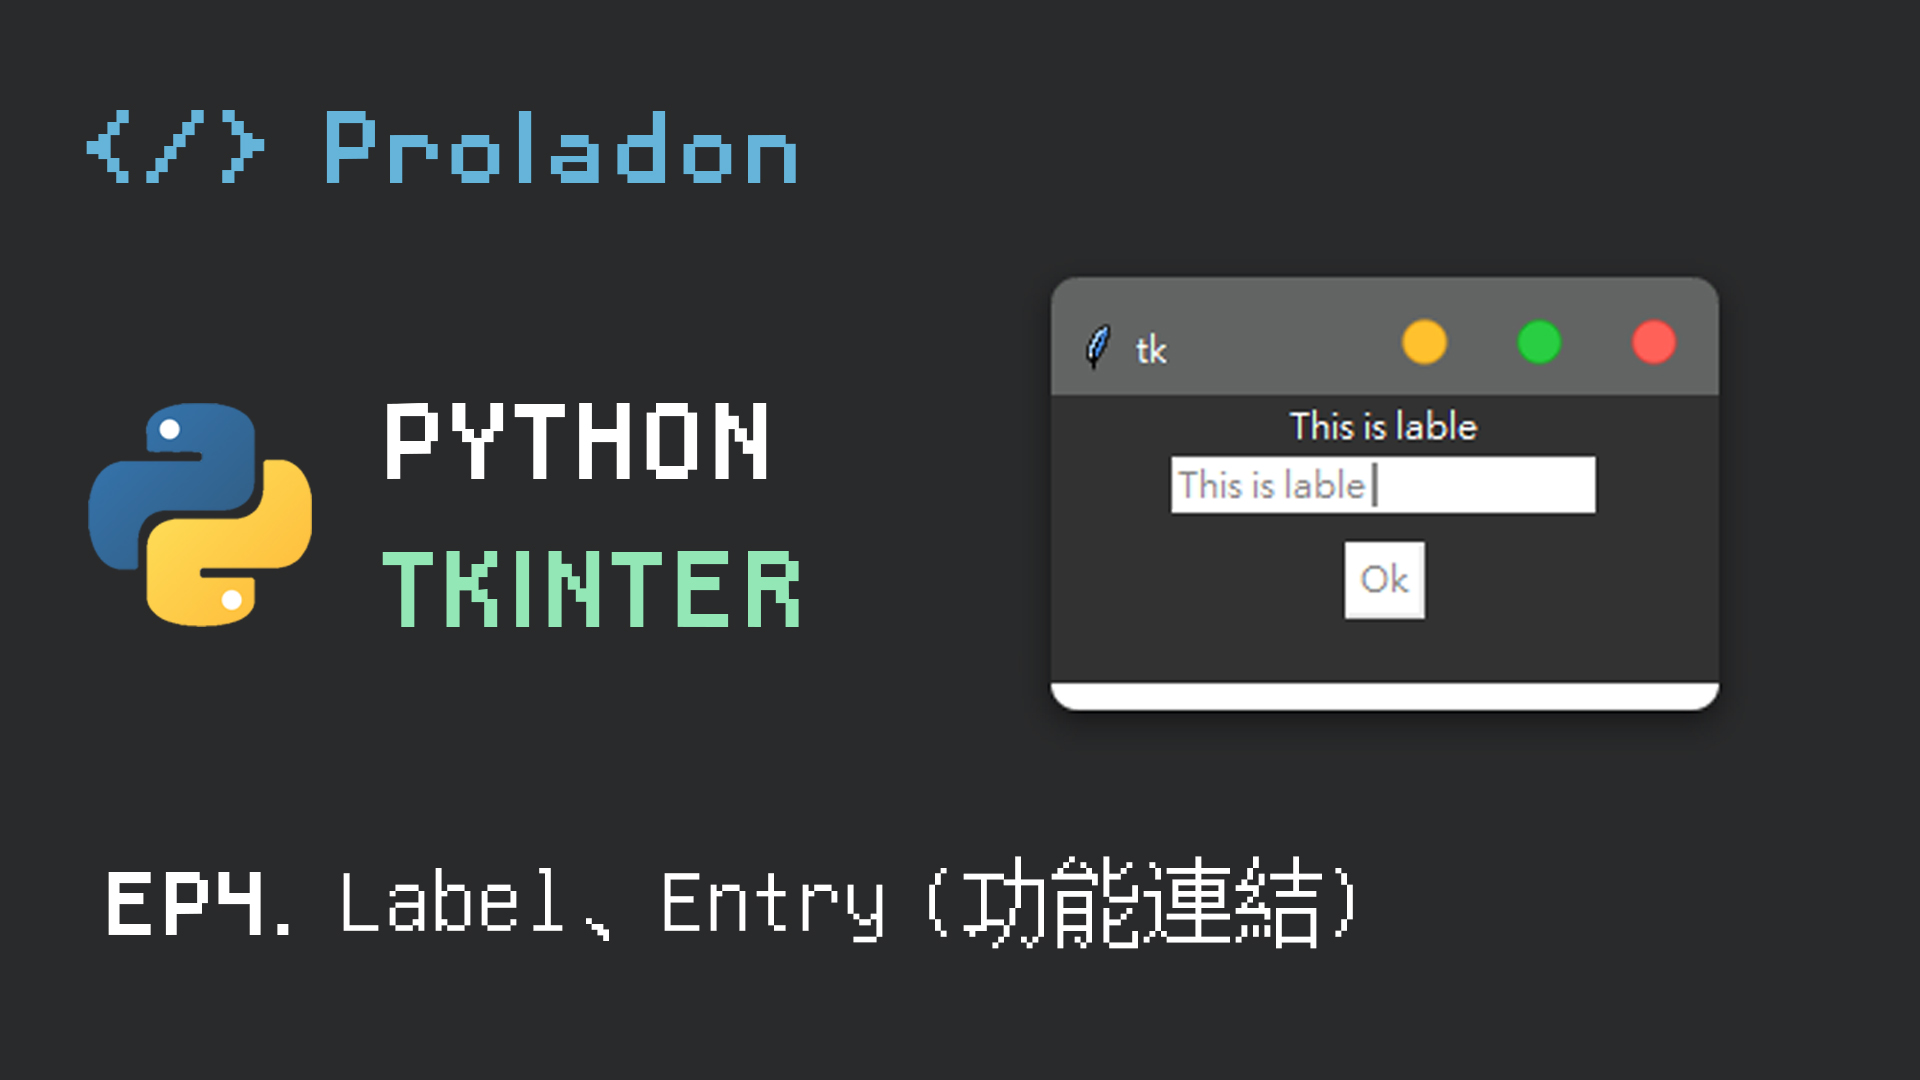 </> Proladon
PYTHON
TKINTER
tk
This is lable
This is lable
Ok
EP4. Label、Entry (功能連結)